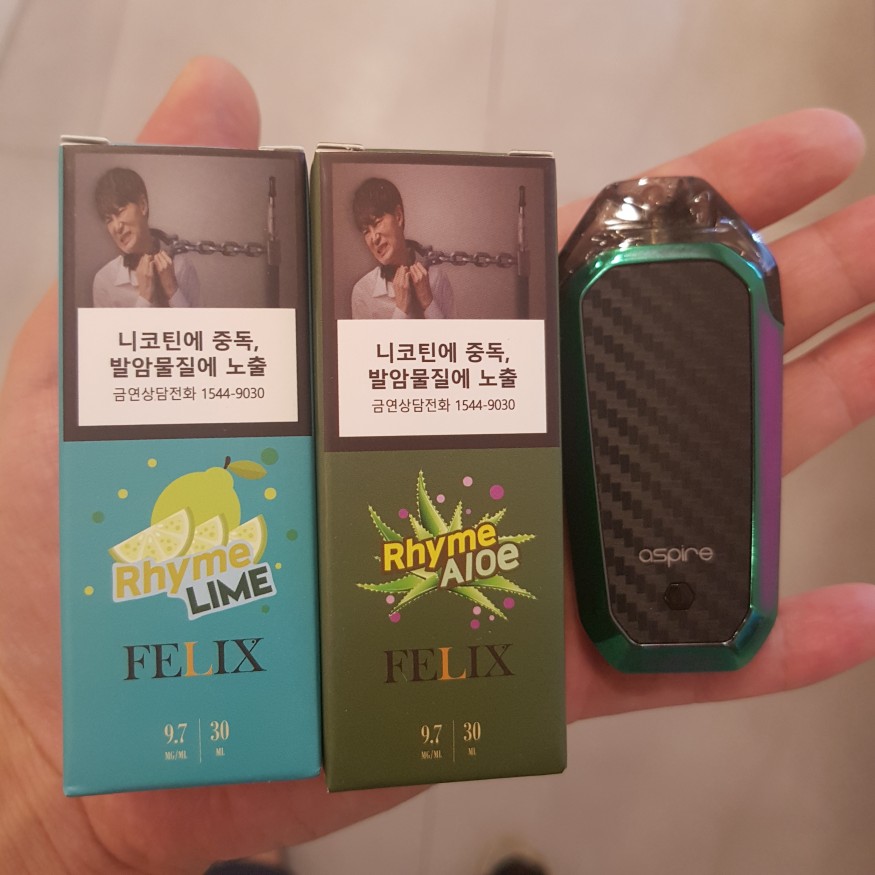 니코틴에 중독,
발암물질에 노출
금연상담전화 1544-9030
Rhyme
LIME
FELIX
9.7 30
MG/ML ML
니코틴에 중독,
발암물질에 노출
금연상담전화 1544-9030
Rhyme
Aloe
FELIX
9.7 30
MG/ML ML
aspire